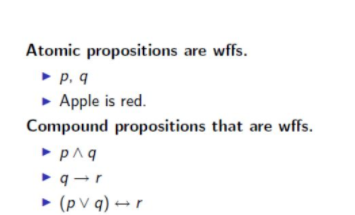 Atomic propositions are wffs.
▶ p, q
▶ Apple is red.
Compound propositions that are wffs.
▶ p ∧ q
▶ q → r
▶ (p ∨ q) ↔ r